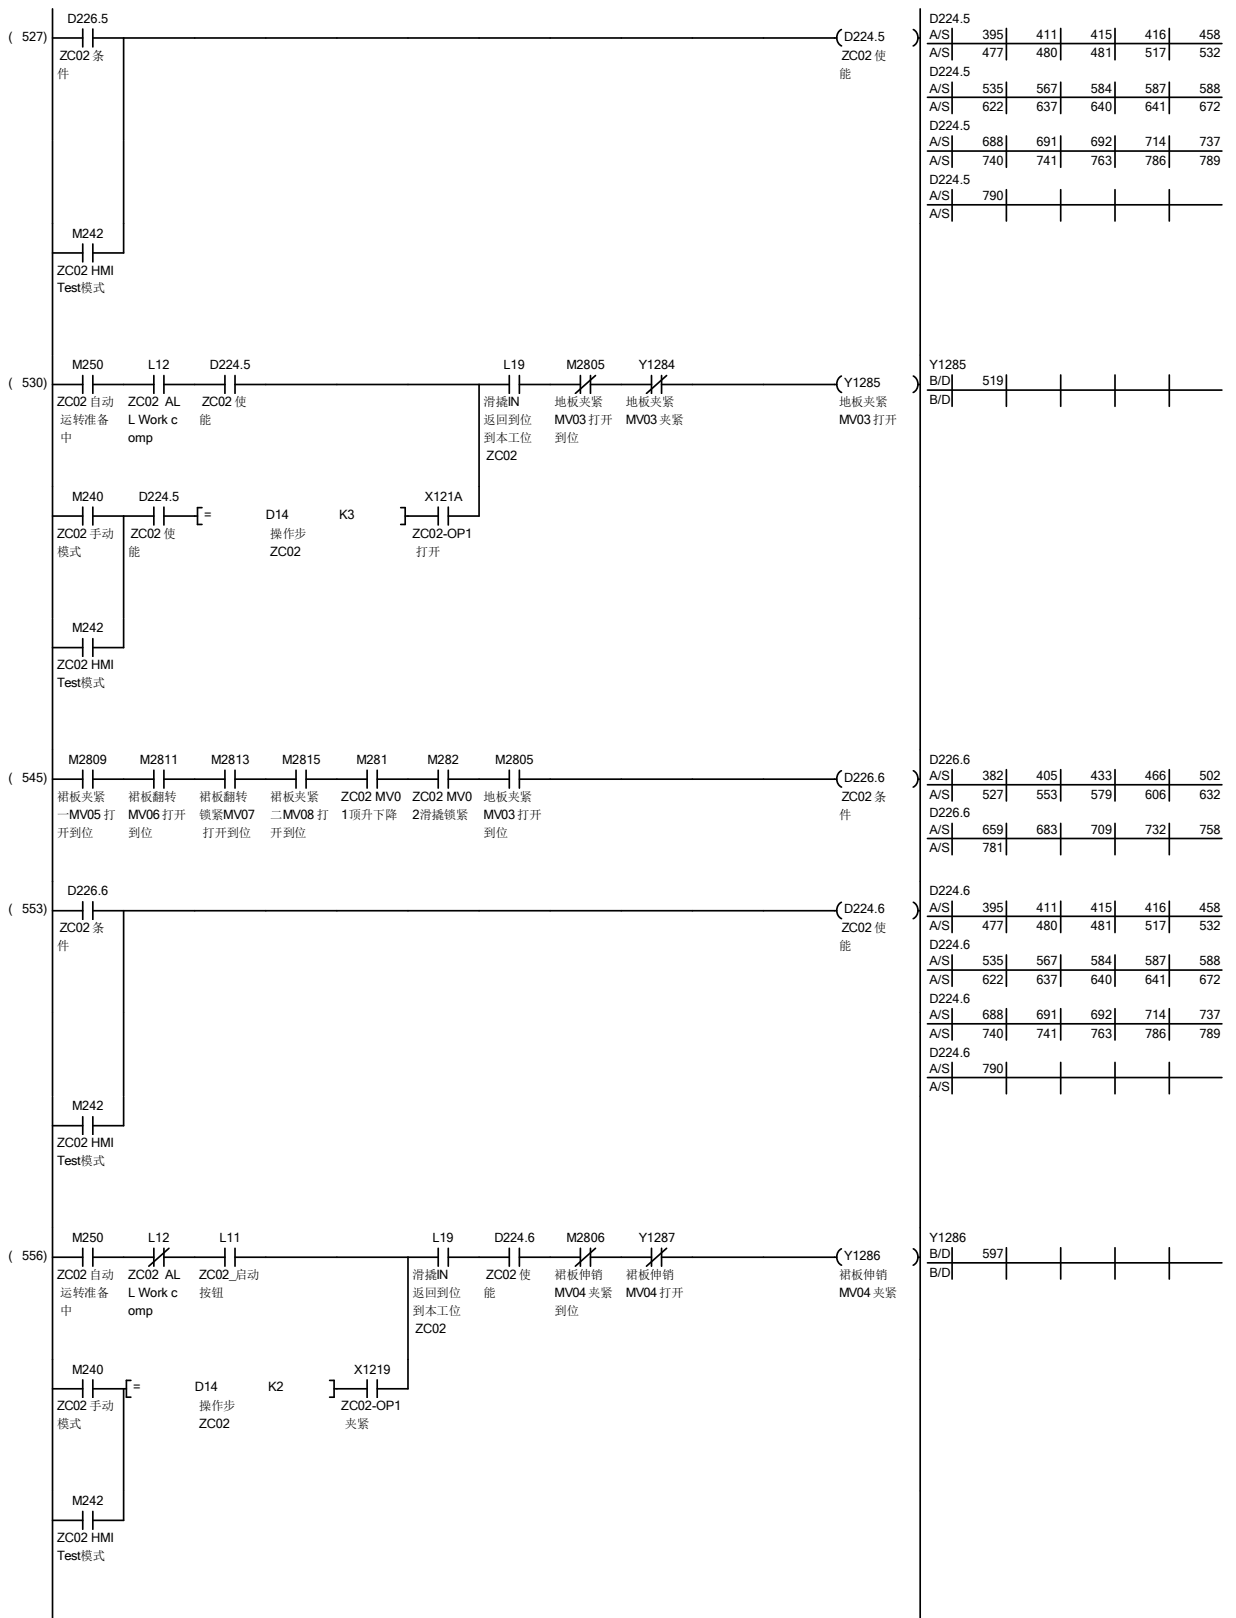 D226.5
( 527)
ZC02 条
件
D224.5
ZC02 使
能
D224.5
A/S 395 411 415 416 458
A/S 477 480 481 517 532
D224.5
A/S 535 567 584 587 588
A/S 622 637 640 641 672
D224.5
A/S 688 691 692 714 737
A/S 740 741 763 786 789
D224.5
A/S 790
A/S
M242
ZC02 HMI
Test模式
M250 L12 D224.5 L19 M2805 Y1284
( 530) Y1285
ZC02 自动 ZC02 AL ZC02 使 滑撬IN 地板夹紧 地板夹紧 地板夹紧
运转准备 L Work c 能 返回到位 MV03 打开 MV03 夹紧 MV03 打开
中 omp 到本工位 到位
ZC02
Y1285
B/D 519
B/D
M240 D224.5 X121A
= D14 K3
ZC02 手动 ZC02 使 操作步 ZC02-OP1
模式 能 ZC02 打开
M242
ZC02 HMI
Test模式
M2809 M2811 M2813 M2815 M281 M282 M2805
( 545) D226.6
裙板夹紧 裙板翻转 裙板翻转 裙板夹紧 ZC02 MV0 ZC02 MV0 地板夹紧 ZC02 条
一MV05 打 MV06 打开 锁紧MV07 二MV08 打 1顶升下降 2滑撬锁紧 MV03 打开 件
开到位 到位 打开到位 开到位 到位
D226.6
A/S 382 405 433 466 502
A/S 527 553 579 606 632
D226.6
A/S 659 683 709 732 758
A/S 781
D226.6
( 553)
ZC02 条
件
D224.6
ZC02 使
能
D224.6
A/S 395 411 415 416 458
A/S 477 480 481 517 532
D224.6
A/S 535 567 584 587 588
A/S 622 637 640 641 672
D224.6
A/S 688 691 692 714 737
A/S 740 741 763 786 789
D224.6
A/S 790
A/S
M242
ZC02 HMI
Test模式
M250 L12 L11 L19 D224.6 M2806 Y1287
( 556) Y1286
ZC02 自动 ZC02 AL ZC02_启动 滑撬IN ZC02 使 裙板伸销 裙板伸销 裙板伸销
运转准备 L Work c 按钮 返回到位 能 MV04 夹紧 MV04 打开 MV04 夹紧
中 omp 到本工位 到位
ZC02
Y1286
B/D 597
B/D
M240 X1219
= D14 K2
ZC02 手动 操作步 ZC02-OP1
模式 ZC02 夹紧
M242
ZC02 HMI
Test模式